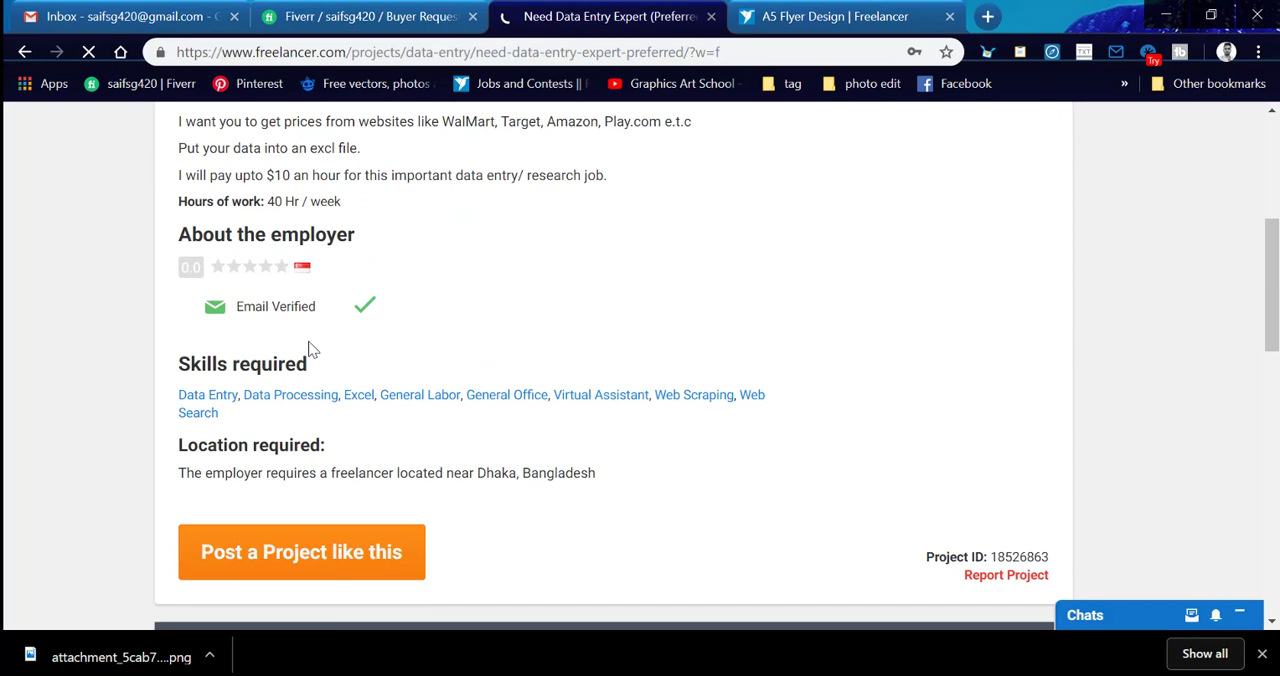 Inbox - saifsg420@gmail.com - G
Fiverr / saifsg420 / Buyer Reques
Need Data Entry Expert (Preferre
A5 Flyer Design | Freelancer
https://www.freelancer.com/projects/data-entry/need-data-entry-expert-preferred/?w=f
TXT
Try
Apps
saifsg420 | Fiverr
Pinterest
Free vectors, photos
Jobs and Contests ||
Graphics Art School -
tag
photo edit
Facebook
»
Other bookmarks
I want you to get prices from websites like WalMart, Target, Amazon, Play.com e.t.c
Put your data into an excl file.
I will pay upto $10 an hour for this important data entry/ research job.
Hours of work: 40 Hr / week
About the employer
0.0
Email Verified
Skills required
Data Entry, Data Processing, Excel, General Labor, General Office, Virtual Assistant, Web Scraping, Web
Search
Location required:
The employer requires a freelancer located near Dhaka, Bangladesh
Post a Project like this
Project ID: 18526863
Report Project
Chats
attachment_5cab7....png
Show all